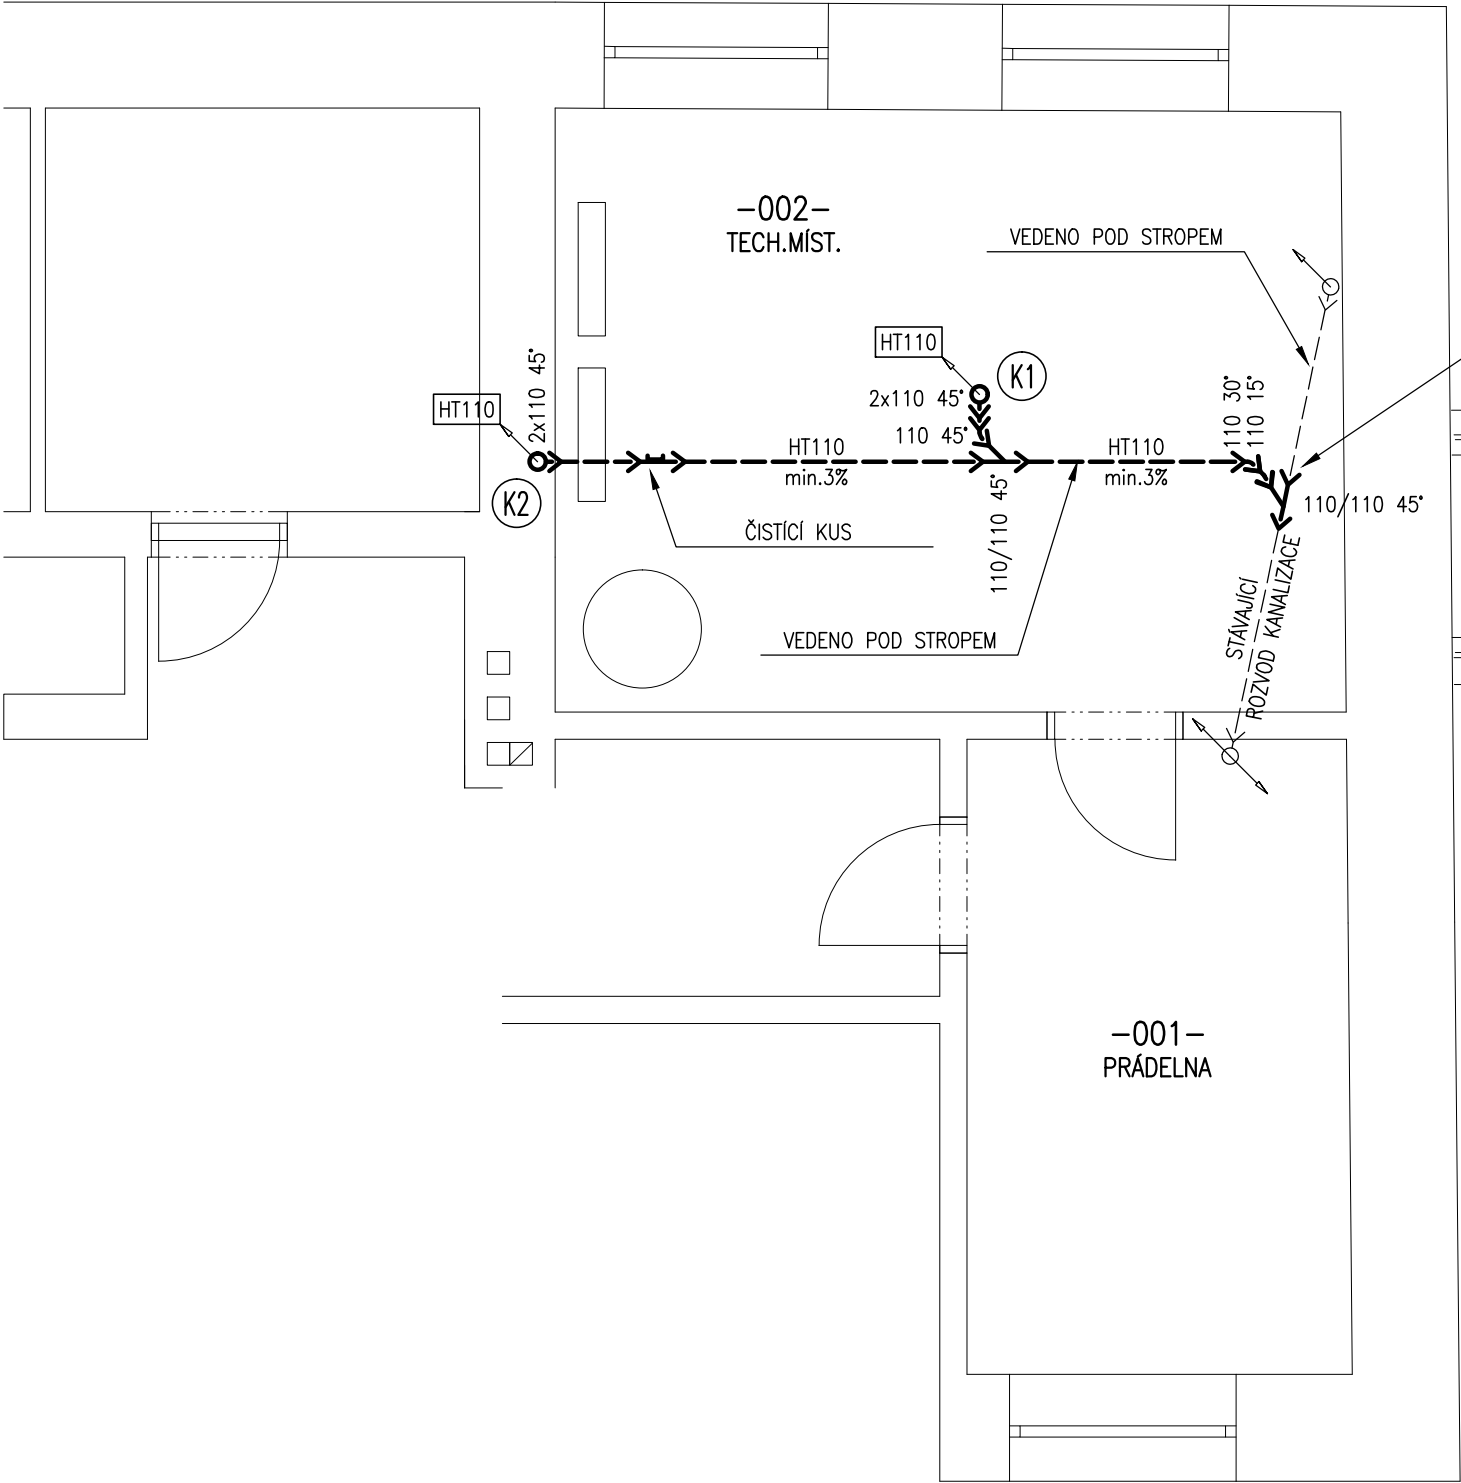 -002-
TECH.MÍST.
VEDENO POD STROPEM
HT110
K1
2x110 45°
110 45°
HT110
2x110 45°
K2
HT110
min.3%
HT110
min.3%
110 30°
110 15°
110/110 45°
110/110 45°
ČISTÍCÍ KUS
VEDENO POD STROPEM
STÁVAJÍCÍ
ROZVOD KANALIZACE
-001-
PRÁDELNA